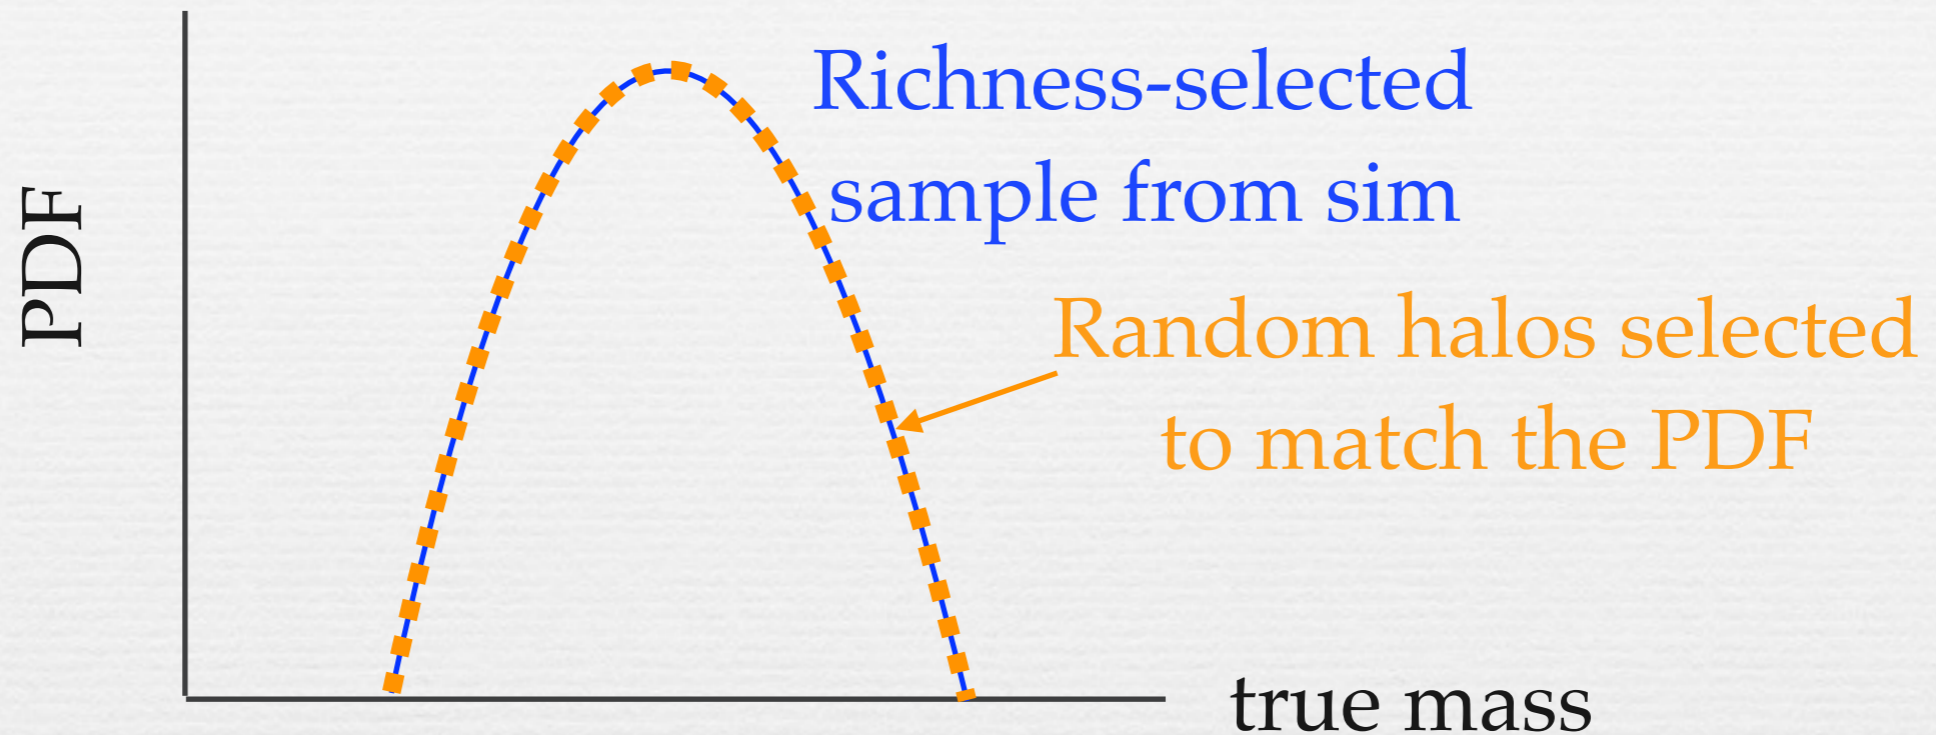 PDF
Richness-selected
sample from sim
Random halos selected
to match the PDF
true mass